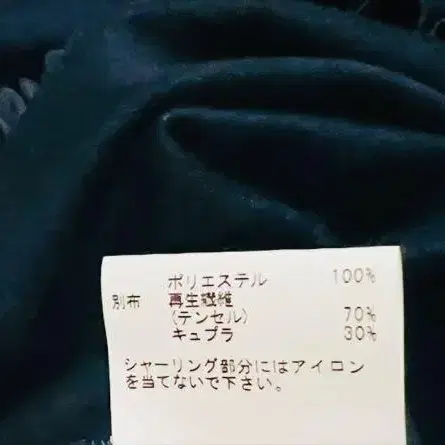 ポリエステル 100%
別布 再生繊維
(テンセル) 70%
キュプラ 30%
シャーリング部分にはアイロン
を当てないで下さい。